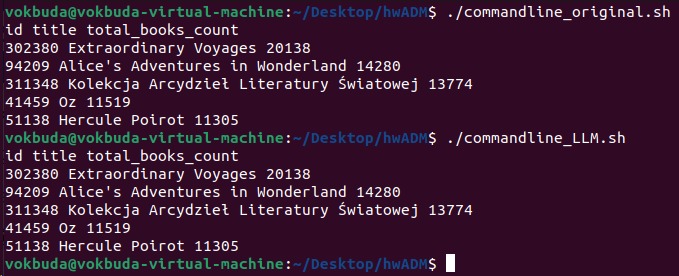 vokbuda@vokbuda-virtual-machine:~/Desktop/hwADM$ ./commandline_original.sh
id title total_books_count
302380 Extraordinary Voyages 20138
94209 Alice's Adventures in Wonderland 14280
311348 Kolekcja Arcydzieł Literatury Światowej 13774
41459 Oz 11519
51138 Hercule Poirot 11305
vokbuda@vokbuda-virtual-machine:~/Desktop/hwADM$ ./commandline_LLM.sh
id title total_books_count
302380 Extraordinary Voyages 20138
94209 Alice's Adventures in Wonderland 14280
311348 Kolekcja Arcydzieł Literatury Światowej 13774
41459 Oz 11519
51138 Hercule Poirot 11305
vokbuda@vokbuda-virtual-machine:~/Desktop/hwADM$